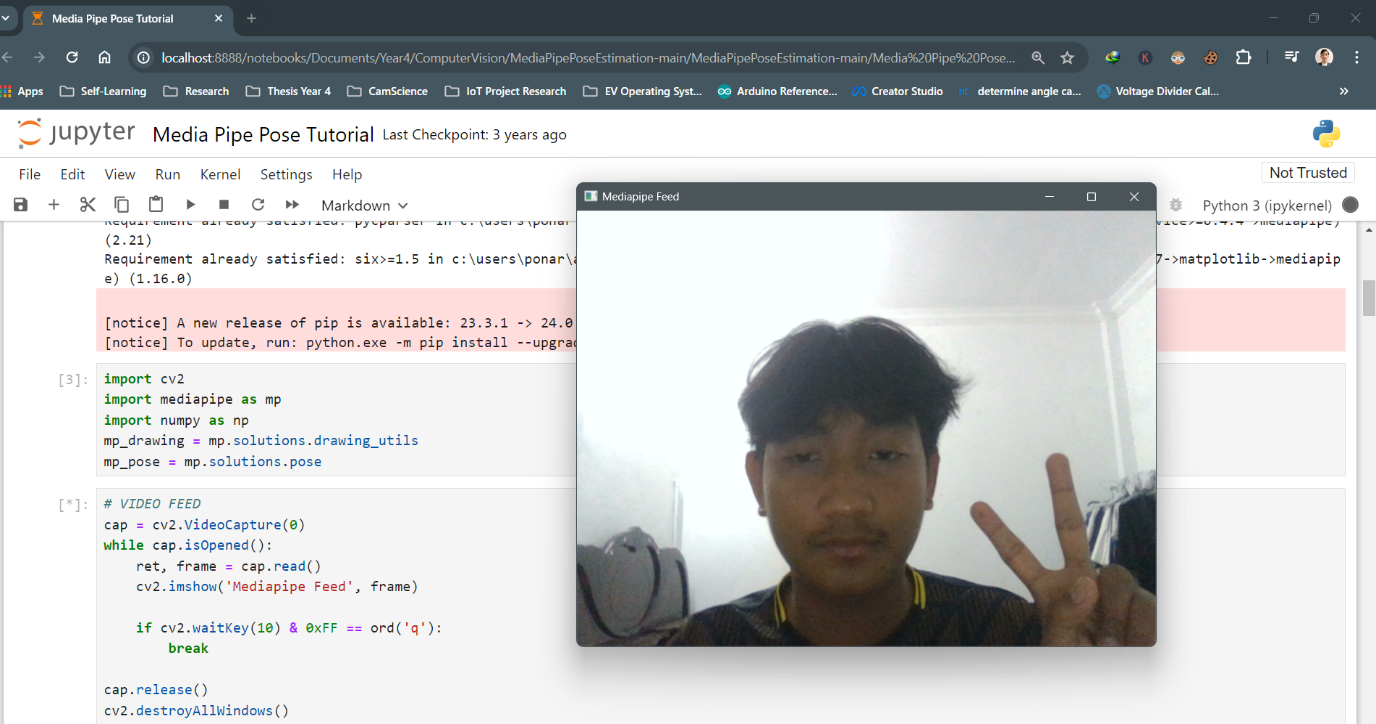 Media Pipe Pose Tutorial
localhost:8888/notebooks/Documents/Year4/ComputerVision/MediaPipePoseEstimation-main/MediaPipePoseEstimation-main/Media%20Pipe%20Pose...
Apps Self-Learning Research Thesis Year 4 CamScience IoT Project Research EV Operating Syst... Arduino Reference... Creator Studio determine angle ca... Voltage Divider Cal...
jupyter Media Pipe Pose Tutorial Last Checkpoint: 3 years ago
File Edit View Run Kernel Settings Help Not Trusted
Markdown Python 3 (ipykernel)
Mediapipe Feed
Requirement already satisfied: pycparser in c:\users\ponar
(2.21)
Requirement already satisfied: six>=1.5 in c:\users\ponar\a 7->matplotlib->mediapip
e) (1.16.0)
[notice] A new release of pip is available: 23.3.1 -> 24.0
[notice] To update, run: python.exe -m pip install --upgrad
[3]: import cv2
import mediapipe as mp
import numpy as np
mp_drawing = mp.solutions.drawing_utils
mp_pose = mp.solutions.pose
[*]: # VIDEO FEED
cap = cv2.VideoCapture(0)
while cap.isOpened():
    ret, frame = cap.read()
    cv2.imshow('Mediapipe Feed', frame)
    if cv2.waitKey(10) & 0xFF == ord('q'):
        break
cap.release()
cv2.destroyAllWindows()